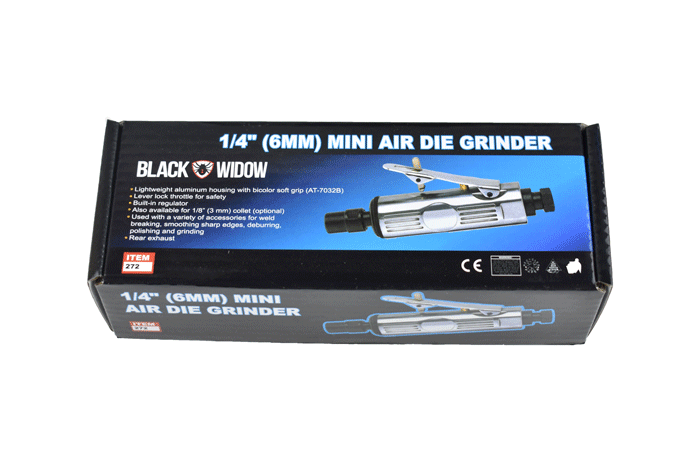 1/4" (6MM) MINI AIR DIE GRINDER
BLACK WIDOW
• Lightweight aluminum housing with bicolor soft grip (AT-7032B)
• Lever lock throttle for safety
• Built-in regulator
• Also available for 1/8" (3 mm) collet (optional)
• Used with a variety of accessories for weld
breaking, smoothing sharp edges, deburring,
polishing and grinding
• Rear exhaust
ITEM
272
CE
1/4" (6MM) MINI
AIR DIE GRINDER
ITEM
272